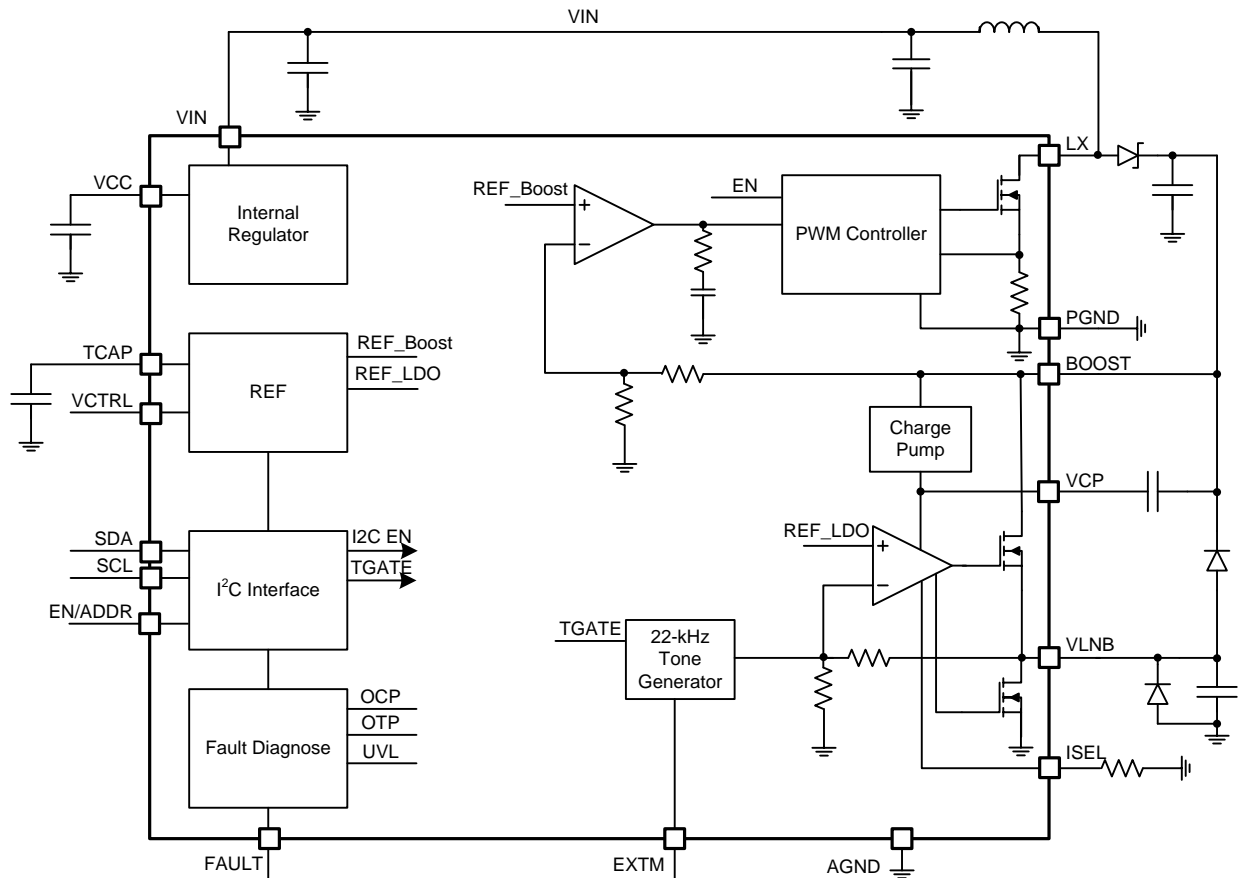 VIN
VIN
LX
VCC
Internal
Regulator
REF_Boost
+
−
EN
PWM Controller
PGND
TCAP
REF
REF_Boost
REF_LDO
VCTRL
BOOST
Charge
Pump
VCP
SDA
SCL
EN/ADDR
I²C Interface
I2C EN
TGATE
REF_LDO
+
−
TGATE
22-kHz
Tone
Generator
VLNB
Fault Diagnose
OCP
OTP
UVL
ISEL
FAULT
EXTM
AGND